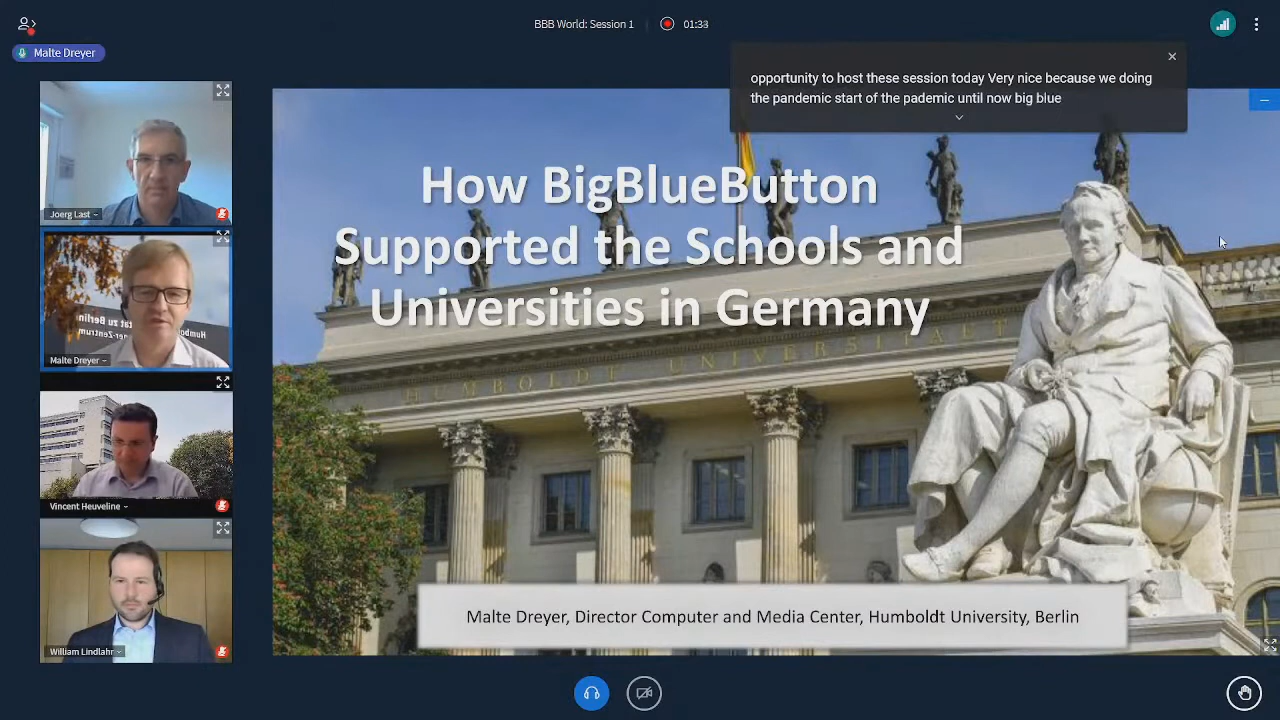 BBB World: Session 1
01:33
Malte Dreyer
opportunity to host these session today Very nice because we doing
the pandemic start of the pademic until now big blue
Joerg Last
Malte Dreyer
Vincent Heuveline
William Lindlahr
How BigBlueButton
Supported the Schools and
Universities in Germany
HUMBOLDT UNIVERSITAET
Malte Dreyer, Director Computer and Media Center, Humboldt University, Berlin